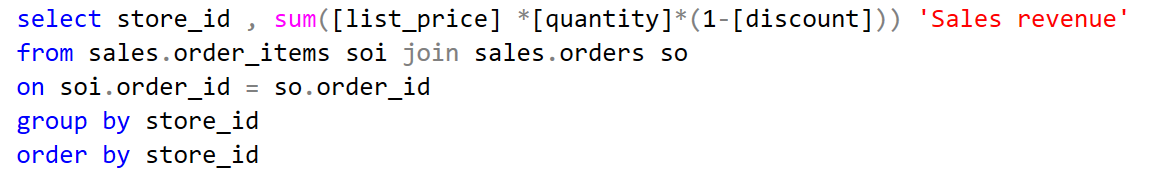 select store_id , sum([list_price] *[quantity]*(1-[discount])) 'Sales revenue'
from sales.order_items soi join sales.orders so
on soi.order_id = so.order_id
group by store_id
order by store_id